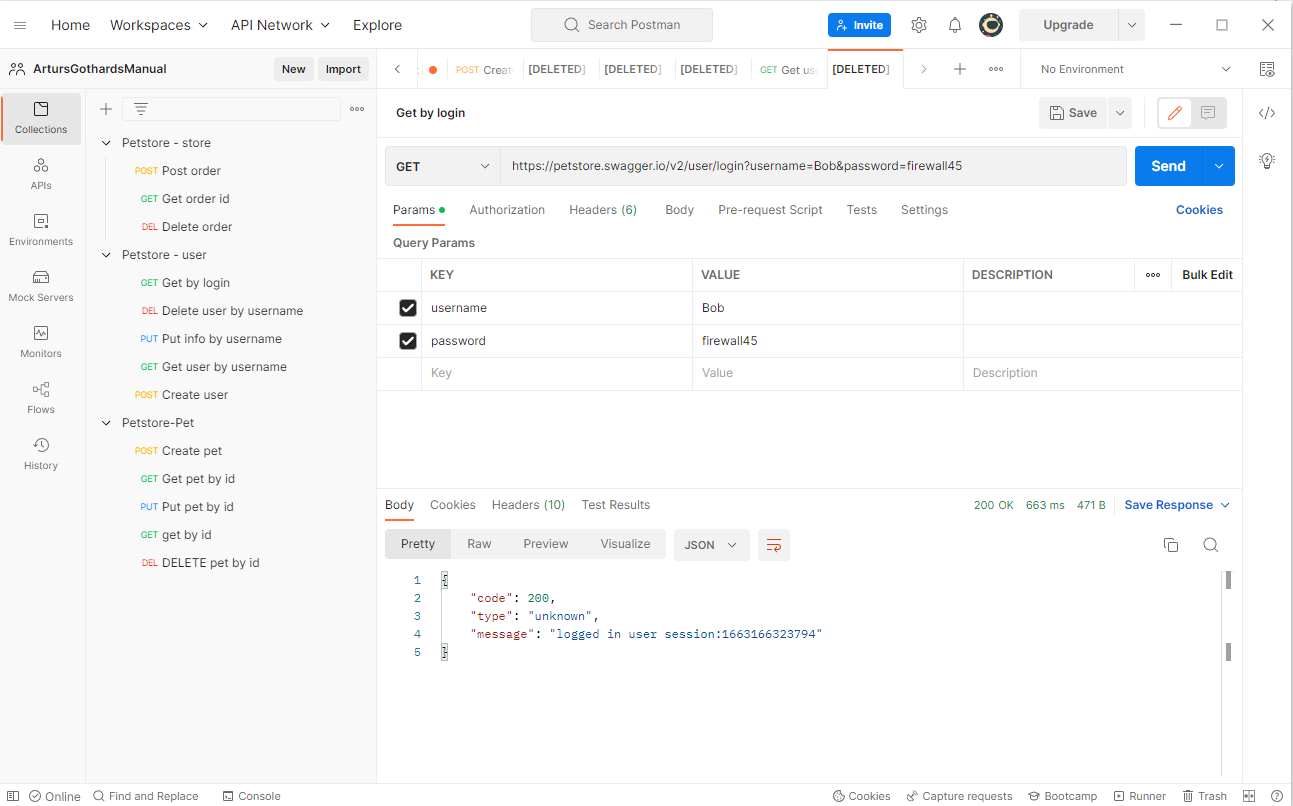 Home Workspaces API Network Explore Search Postman Invite Upgrade
ArtursGothardsManual New Import POST Creat [DELETED] [DELETED] [DELETED] GET Get us [DELETED] No Environment
Collections
APIs
Environments
Mock Servers
Monitors
Flows
History
Petstore - store
POST Post order
GET Get order id
DEL Delete order
Petstore - user
GET Get by login
DEL Delete user by username
PUT Put info by username
GET Get user by username
POST Create user
Petstore-Pet
POST Create pet
GET Get pet by id
PUT Put pet by id
GET get by id
DEL DELETE pet by id
Get by login Save
GET https://petstore.swagger.io/v2/user/login?username=Bob&password=firewall45 Send
Params Authorization Headers (6) Body Pre-request Script Tests Settings Cookies
Query Params
KEY VALUE DESCRIPTION Bulk Edit
username Bob
password firewall45
Key Value Description
Body Cookies Headers (10) Test Results 200 OK 663 ms 471 B Save Response
Pretty Raw Preview Visualize JSON
1 {
2 "code": 200,
3 "type": "unknown",
4 "message": "logged in user session:1663166323794"
5 }
Online Find and Replace Console Cookies Capture requests Bootcamp Runner Trash